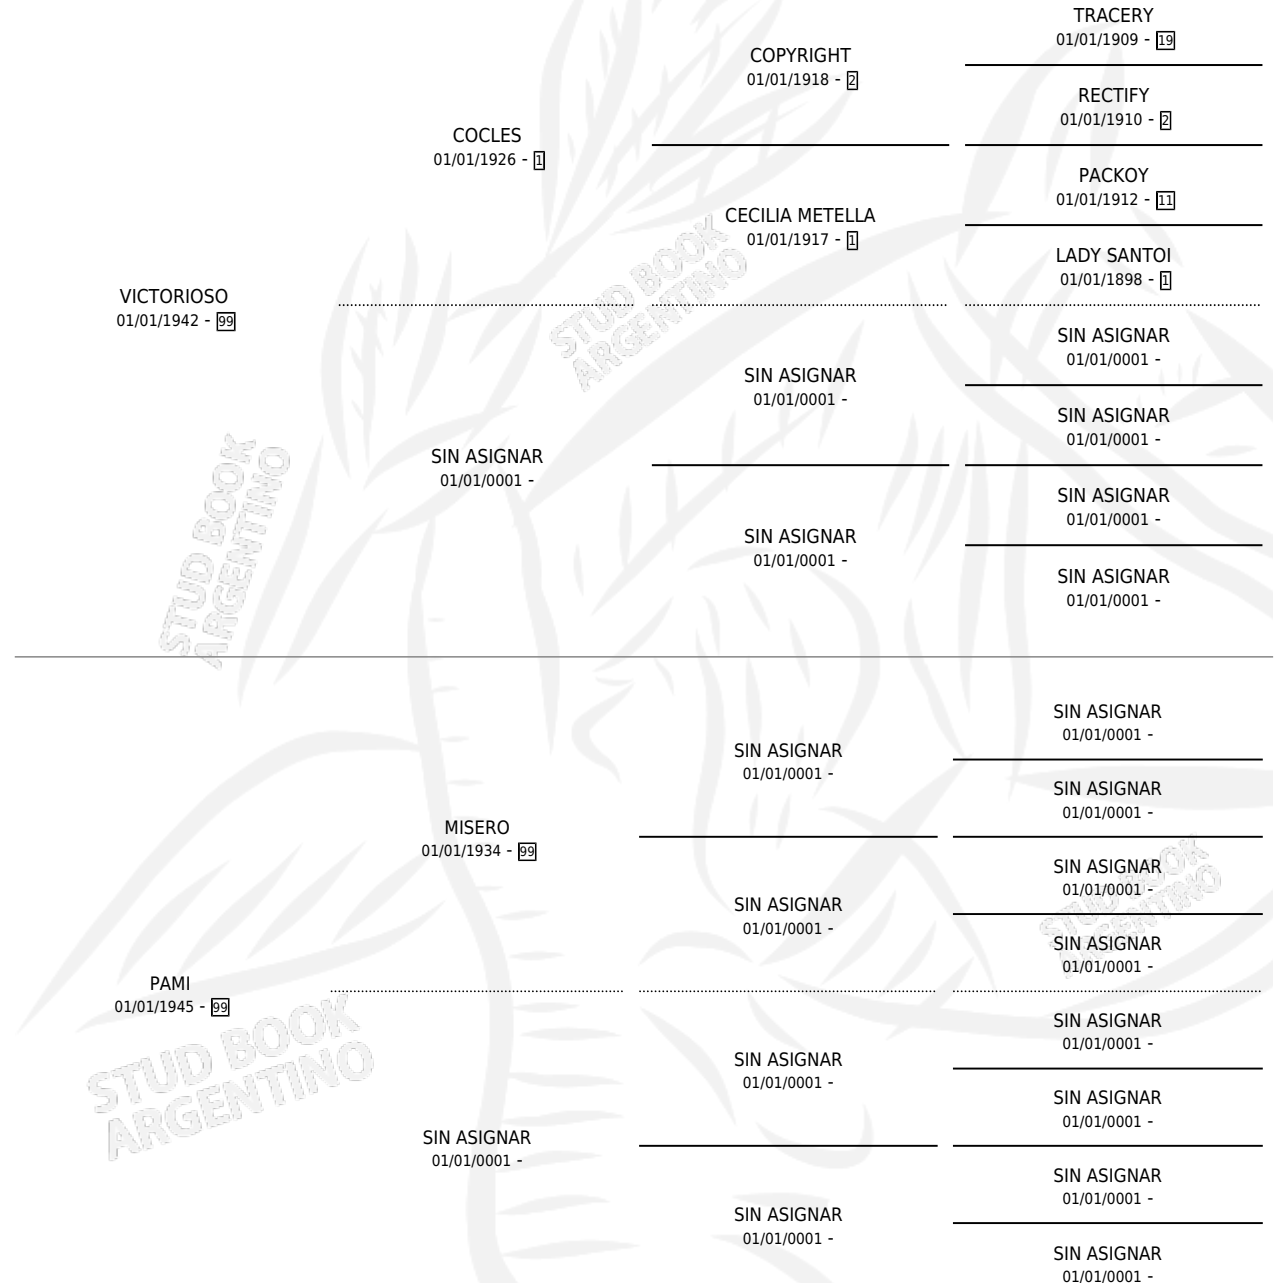 TRACERY
01/01/1909 - 19
COPYRIGHT
01/01/1918 - 2
RECTIFY
01/01/1910 - 2
COCLES
01/01/1926 - 1
PACKOY
01/01/1912 - 11
CECILIA METELLA
01/01/1917 - 1
LADY SANTOI
01/01/1898 - 1
VICTORIOSO
01/01/1942 - 99
STUD BOOK
ARGENTINO
SIN ASIGNAR
01/01/0001 -
SIN ASIGNAR
01/01/0001 -
SIN ASIGNAR
01/01/0001 -
SIN ASIGNAR
01/01/0001 -
SIN ASIGNAR
01/01/0001 -
SIN ASIGNAR
01/01/0001 -
SIN ASIGNAR
01/01/0001 -
STUD BOOK
ARGENTINO
SIN ASIGNAR
01/01/0001 -
SIN ASIGNAR
01/01/0001 -
SIN ASIGNAR
01/01/0001 -
MISERO
01/01/1934 - 99
SIN ASIGNAR
01/01/0001 -
SIN ASIGNAR
01/01/0001 -
SIN ASIGNAR
01/01/0001 -
STUD BOOK
ARGENTINO
PAMI
01/01/1945 - 99
SIN ASIGNAR
01/01/0001 -
SIN ASIGNAR
01/01/0001 -
SIN ASIGNAR
01/01/0001 -
STUD BOOK
ARGENTINO
SIN ASIGNAR
01/01/0001 -
SIN ASIGNAR
01/01/0001 -
SIN ASIGNAR
01/01/0001 -
SIN ASIGNAR
01/01/0001 -